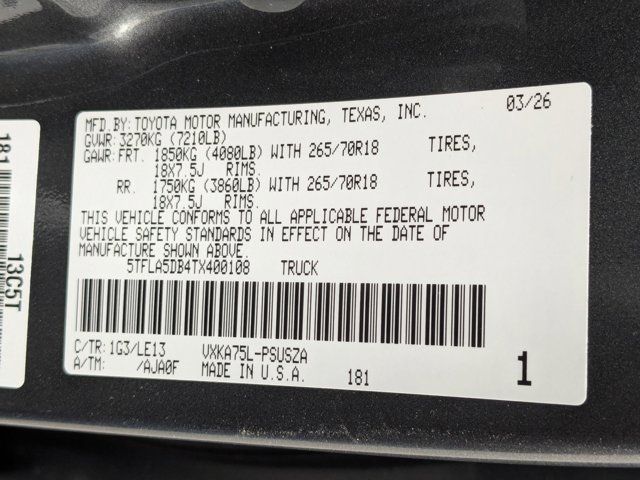 MFD.BY: TOYOTA MOTOR MANUFACTURING, TEXAS, INC. 03/26
GVWR: 3270KG (7210LB)
GAWR: FRT. 1850KG (4080LB) WITH 265/70R18 TIRES,
18X7.5J RIMS.
RR. 1750KG (3860LB) WITH 265/70R18 TIRES,
18X7.5J RIMS.
THIS VEHICLE CONFORMS TO ALL APPLICABLE FEDERAL MOTOR
VEHICLE SAFETY STANDARDS IN EFFECT ON THE DATE OF
MANUFACTURE SHOWN ABOVE.
5TFLA5DB4TX400108 TRUCK
C/TR: 1G3/LE13 VXKA75L-PSUSZA
A/TM: /AJA0F MADE IN U.S.A. 181 1
181
13C5T